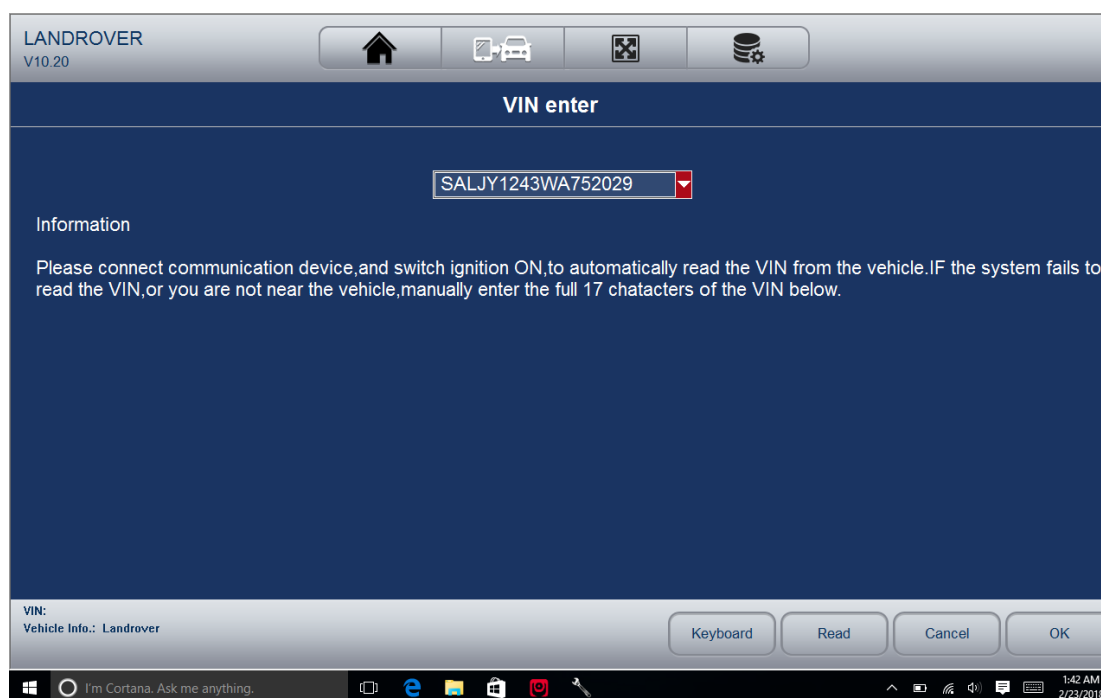 LANDROVER
V10.20
VIN enter
SALJY1243WA752029
Information
Please connect communication device,and switch ignition ON,to automatically read the VIN from the vehicle.IF the system fails to
read the VIN,or you are not near the vehicle,manually enter the full 17 chatacters of the VIN below.
VIN:
Vehicle Info.: Landrover
Keyboard Read Cancel OK
I'm Cortana. Ask me anything.
1:42 AM
2/23/2018